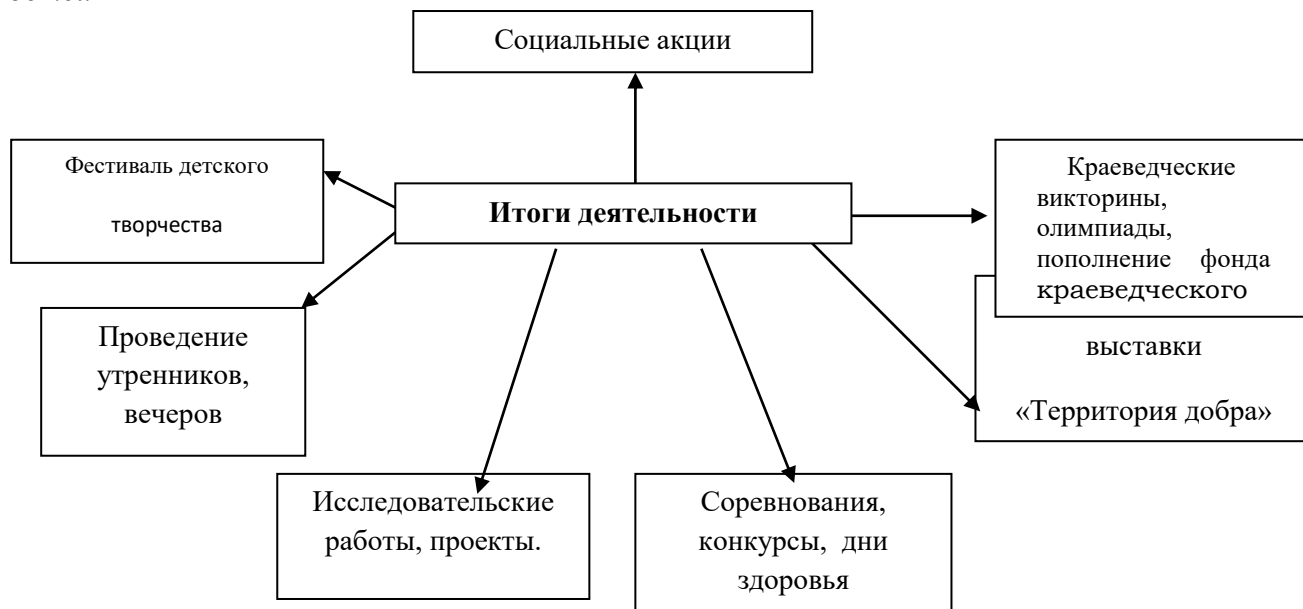 Социальные акции
Фестиваль детского
творчества
Итоги деятельности
Краеведческие
викторины,
олимпиады,
пополнение фонда
краеведческого
выставки
«Территория добра»
Проведение
утренников,
вечеров
Исследовательские
работы, проекты.
Соревнования,
конкурсы, дни
здоровья